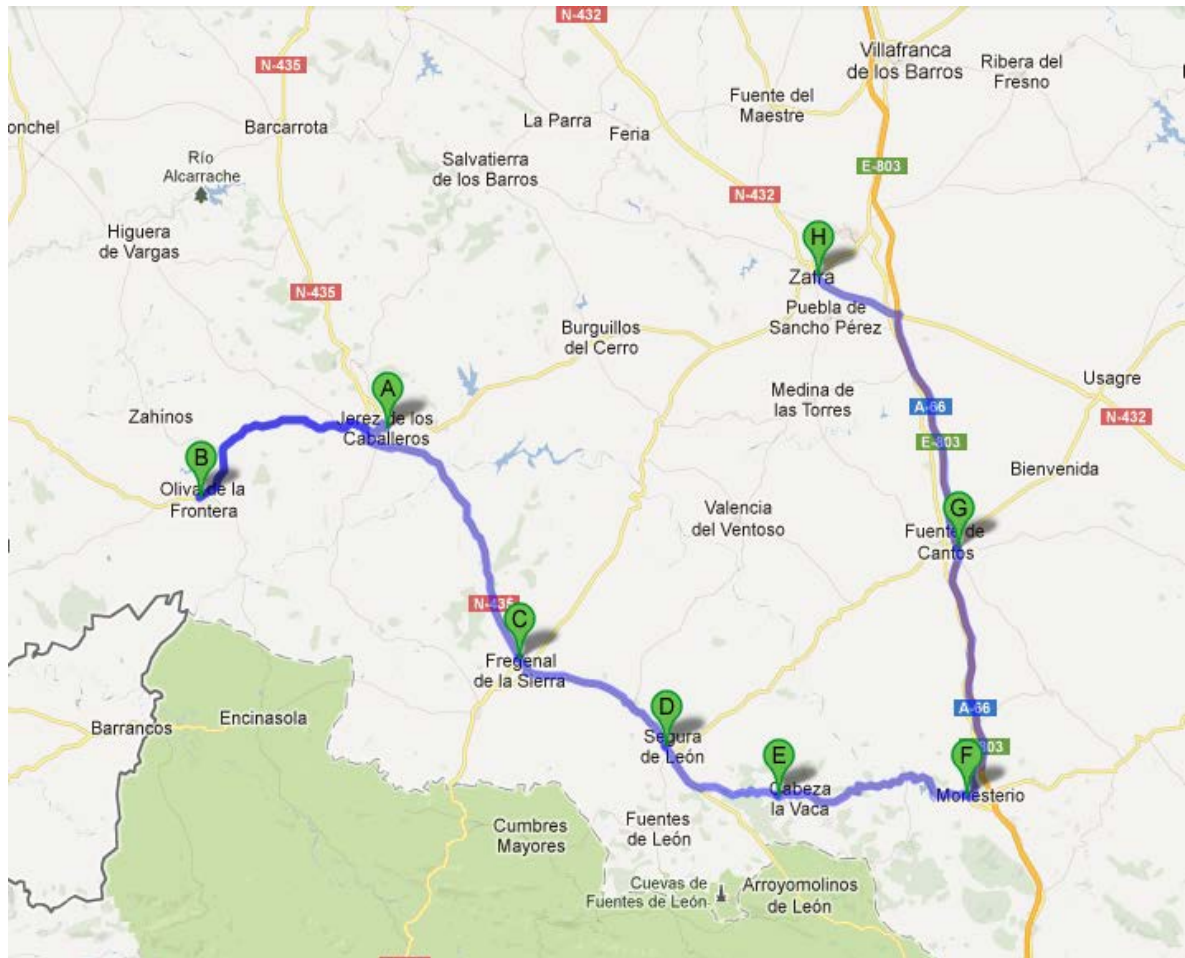 N-432
Villafranca
de los Barros
Ribera del
Fresno
N-435
Fuente del
Maestre
onchel
Barcarrota
La Parra
Feria
Río
Alcarrache
Salvatierra
de los Barros
E-803
N-432
Higuera
de Vargas
H
Zafra
N-435
Puebla de
Sancho Pérez
Burguillos
del Cerro
A
Medina de
las Torres
Usagre
A-66
N-432
Zahínos
Jerez de los
Caballeros
E-803
B
Bienvenida
Oliva de la
Frontera
Valencia
del Ventoso
G
Fuente de
Cantos
N-435
C
Fregenal
de la Sierra
D
A-66
Encinasola
Barrancos
Segura
de León
803
E
F
Cabeza
la Vaca
Monesterio
Cumbres
Mayores
Fuentes
de León
Cuevas de
Fuentes de León
Arroyomolinos
de León